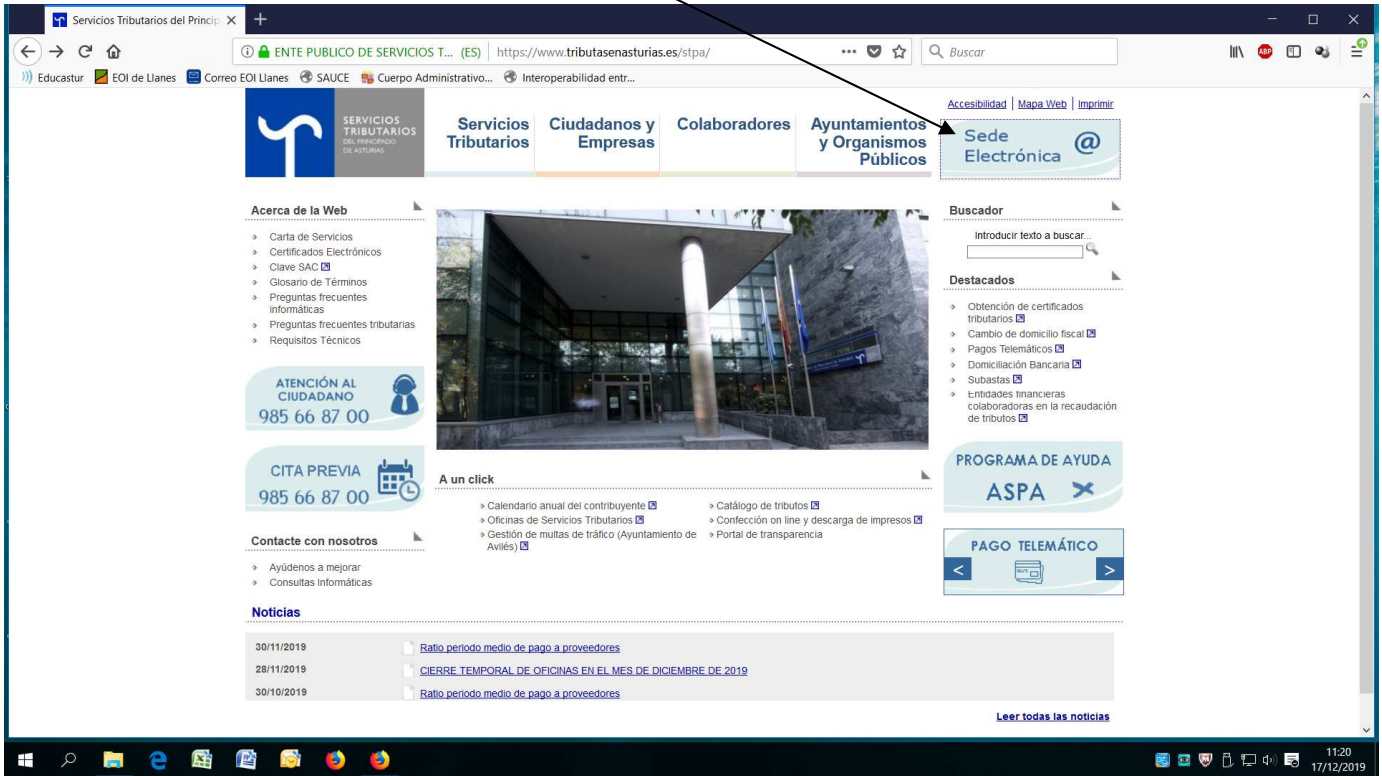 Servicios Tributarios del Princip
ENTE PUBLICO DE SERVICIOS T... (ES)
https://www.tributasenasturias.es/stpa/
Buscar
Educastur
EOI de Llanes
Correo EOI Llanes
SAUCE
Cuerpo Administrativo...
Interoperabilidad entr...
Accesibilidad | Mapa Web | Imprimir
SERVICIOS
TRIBUTARIOS
DEL PRINCIPADO
DE ASTURIAS
Servicios
Tributarios
Ciudadanos y
Empresas
Colaboradores
Ayuntamientos
y Organismos
Públicos
Sede
Electrónica
@
Acerca de la Web
Carta de Servicios
Certificados Electrónicos
Clave SAC
Glosario de Términos
Preguntas frecuentes
informáticas
Preguntas frecuentes tributarias
Requisitos Técnicos
ATENCIÓN AL
CIUDADANO
985 66 87 00
CITA PREVIA
985 66 87 00
Contacte con nosotros
Ayúdenos a mejorar
Consultas Informáticas
A un click
Calendario anual del contribuyente
Oficinas de Servicios Tributarios
Gestión de multas de tráfico (Ayuntamiento de
Avilés)
Catálogo de tributos
Confección on line y descarga de impresos
Portal de transparencia
Buscador
Introducir texto a buscar...
Destacados
Obtención de certificados
tributarios
Cambio de domicilio fiscal
Pagos Telemáticos
Domiciliación Bancaria
Subastas
Entidades financieras
colaboradoras en la recaudación
de tributos
PROGRAMA DE AYUDA
ASPA
PAGO TELEMÁTICO
< >
Noticias
30/11/2019 Ratio periodo medio de pago a proveedores
28/11/2019 CIERRE TEMPORAL DE OFICINAS EN EL MES DE DICIEMBRE DE 2019
30/10/2019 Ratio periodo medio de pago a proveedores
Leer todas las noticias
11:20
17/12/2019